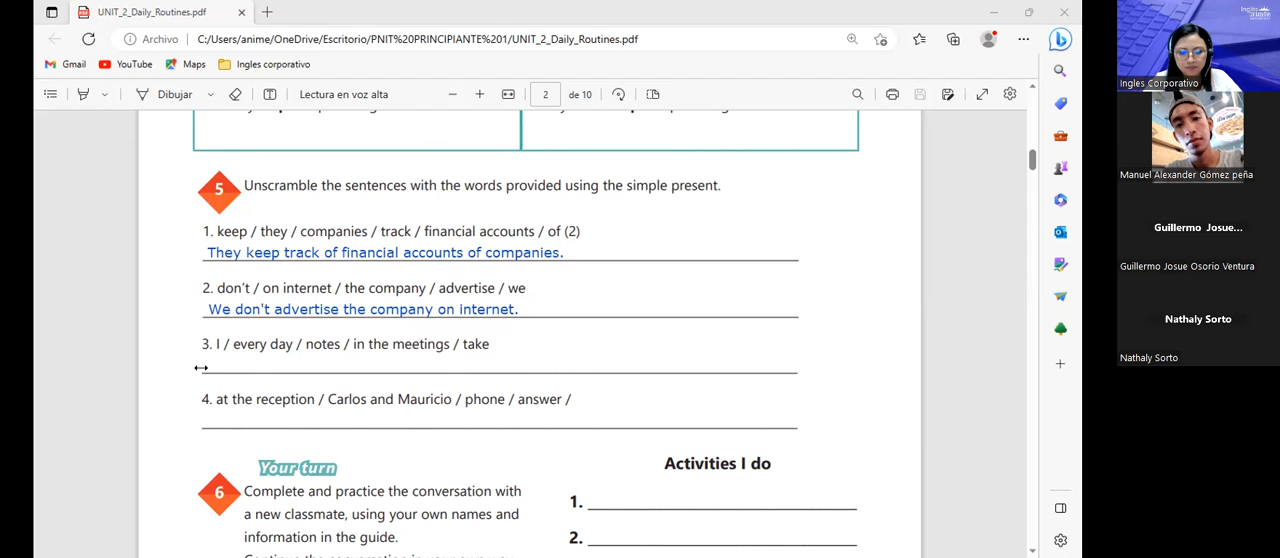 UNIT_2_Daily_Routines.pdf
Archivo
C:/Users/anime/OneDrive/Escritorio/PNIT%20PRINCIPIANTE%201/UNIT_2_Daily_Routines.pdf
Gmail
YouTube
Maps
Ingles corporativo
Dibujar
Lectura en voz alta
2
de 10
5
Unscramble the sentences with the words provided using the simple present.
1. keep / they / companies / track / financial accounts / of (2)
They keep track of financial accounts of companies.
2. don't / on internet / the company / advertise / we
We don't advertise the company on internet.
3. I / every day / notes / in the meetings / take
4. at the reception / Carlos and Mauricio / phone / answer /
Your turn
6
Complete and practice the conversation with
a new classmate, using your own names and
information in the guide.
Activities I do
1.
2.
Ingles Corporativo
Manuel Alexander Gómez peña
Guillermo Josue...
Guillermo Josue Osorio Ventura
Nathaly Sorto
Nathaly Sorto